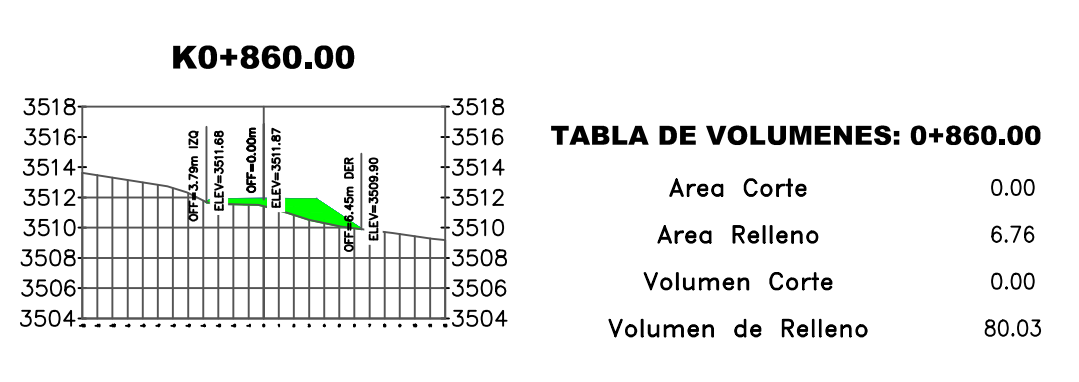 K0+860.00
3518
3516
3514
3512
3510
3508
3506
3504
OFF=3.79m IZQ
ELEV=3511.68
OFF=0.00m
ELEV=3511.87
OFF=6.45m DER
ELEV=3509.90
3518
3516
3514
3512
3510
3508
3506
3504
TABLA DE VOLUMENES: 0+860.00
Area Corte 0.00
Area Relleno 6.76
Volumen Corte 0.00
Volumen de Relleno 80.03